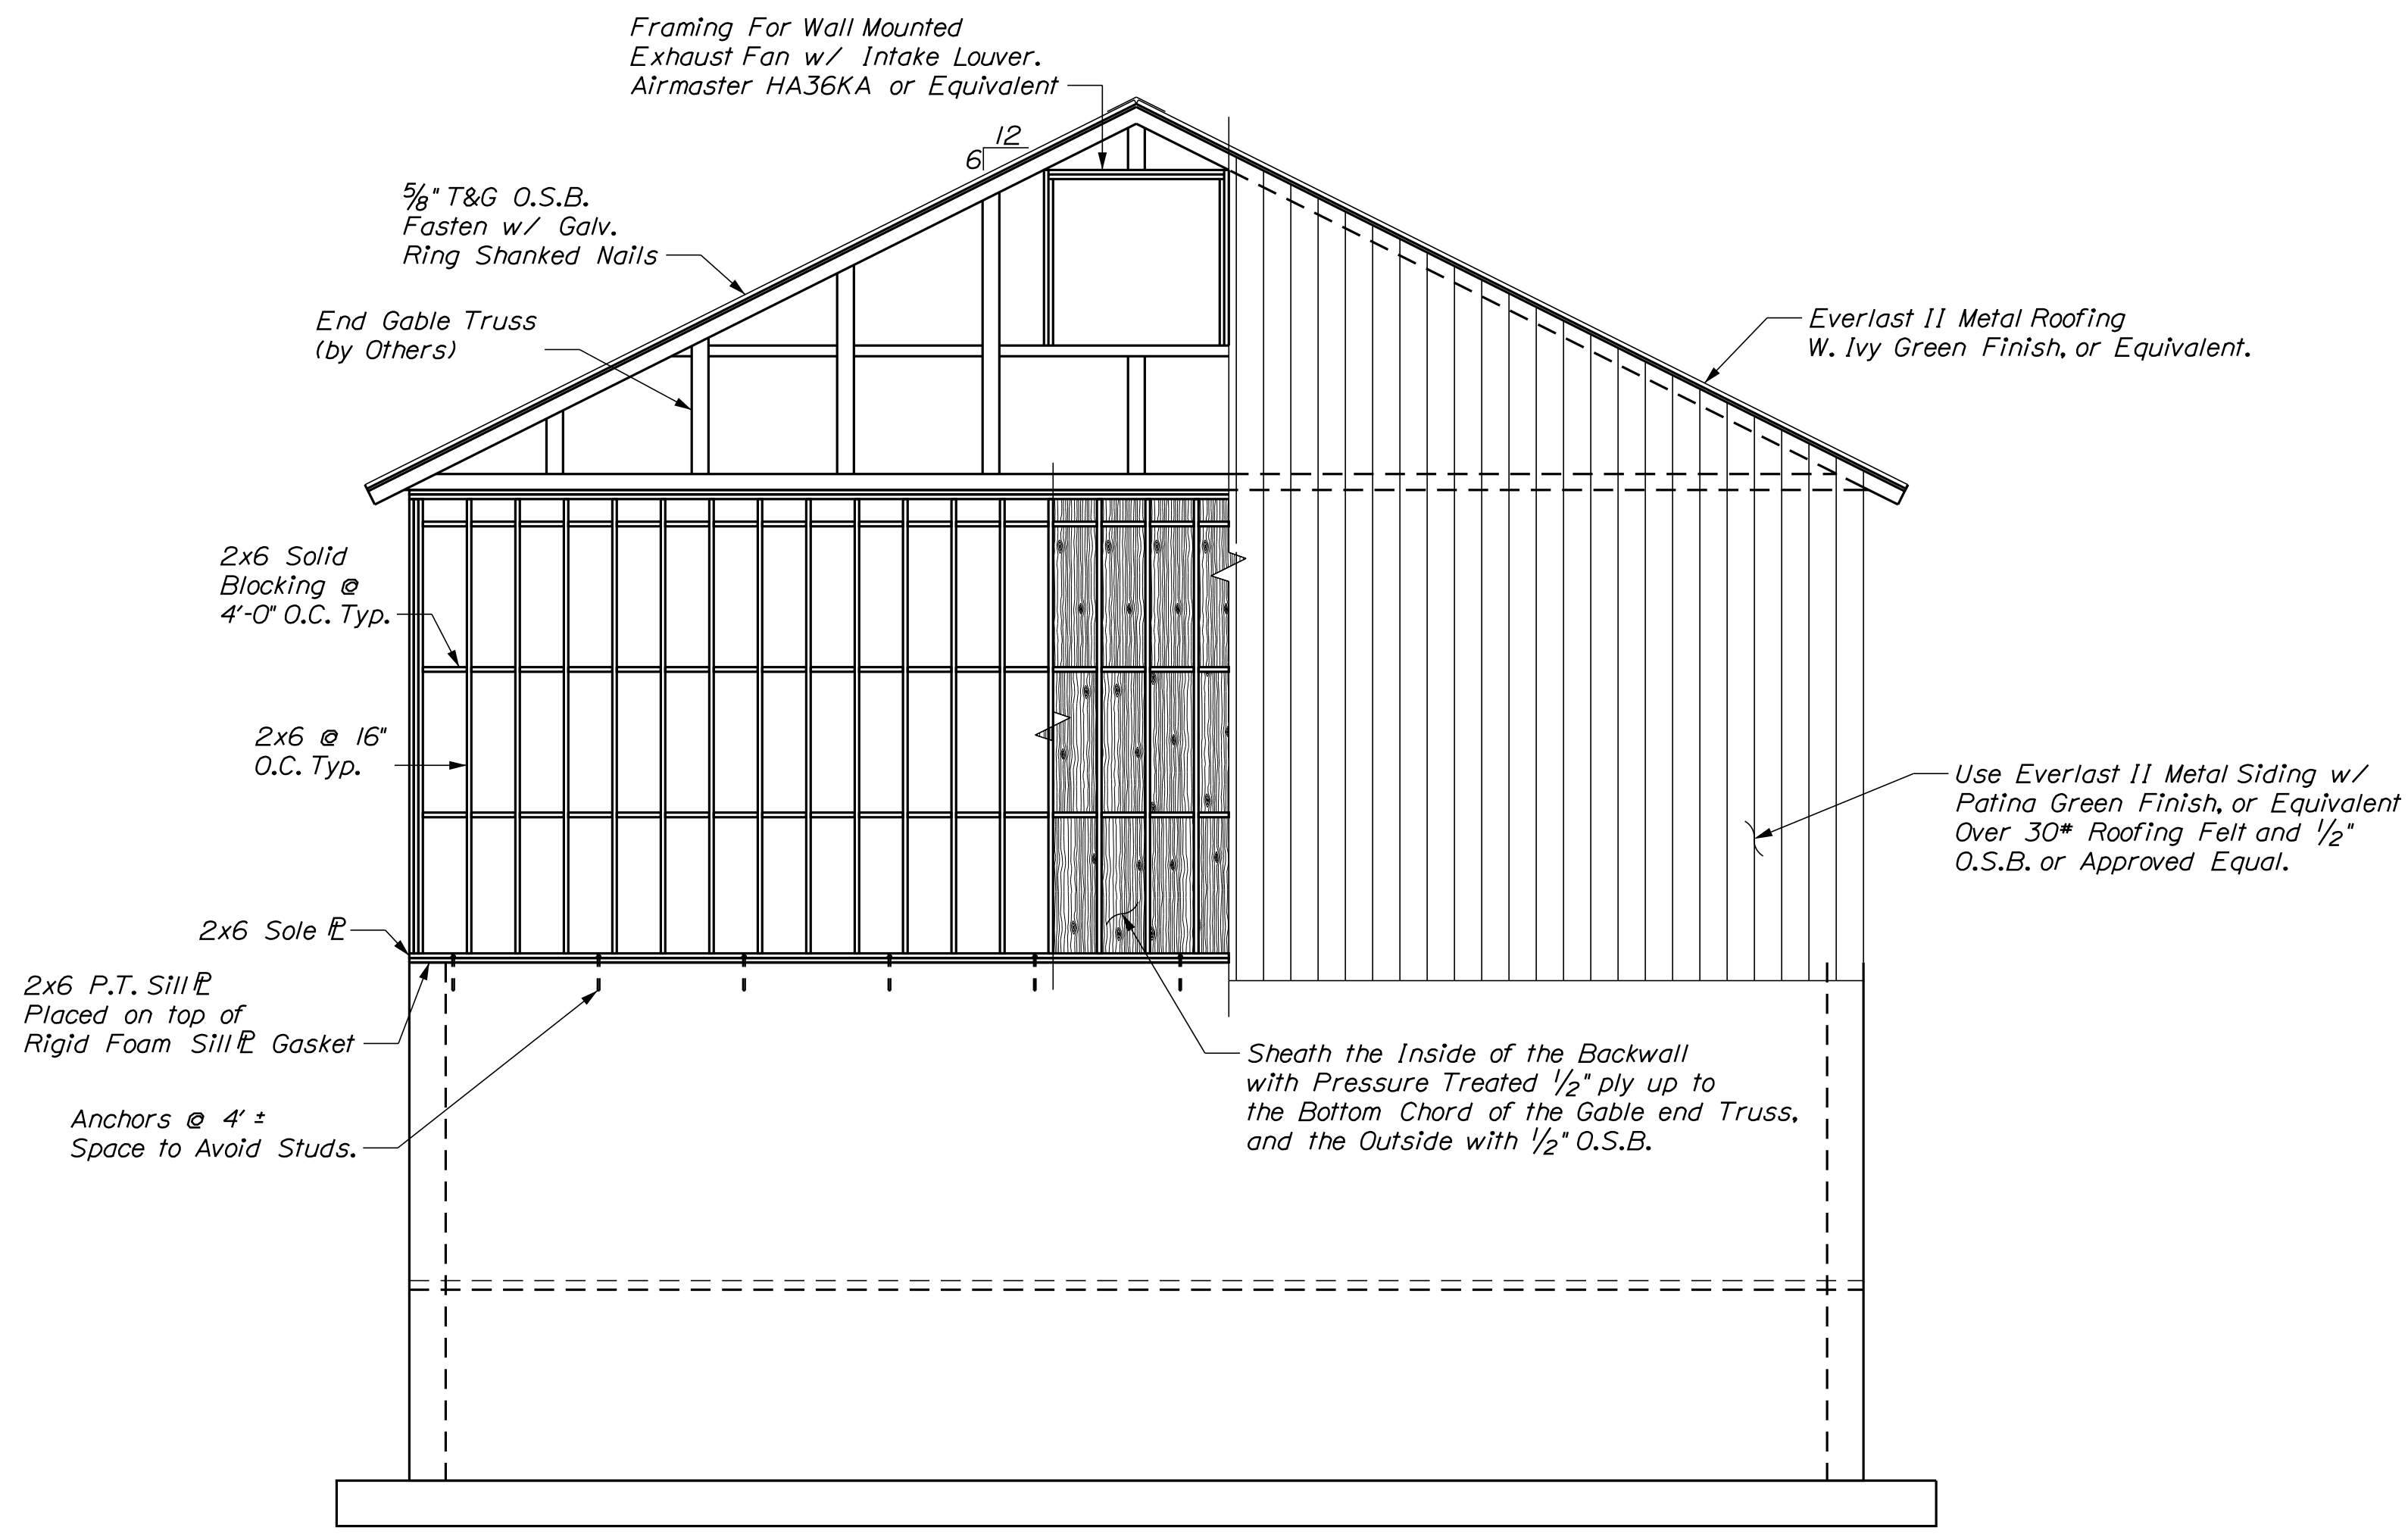 Framing For Wall Mounted
Exhaust Fan w/ Intake Louver.
Airmaster HA36KA or Equivalent
12
6
5/8" T&G O.S.B.
Fasten w/ Galv.
Ring Shanked Nails
End Gable Truss
(by Others)
Everlast II Metal Roofing
W. Ivy Green Finish, or Equivalent.
2x6 Solid
Blocking @
4'-0" O.C. Typ.
2x6 @ 16"
O.C. Typ.
Use Everlast II Metal Siding w/
Patina Green Finish, or Equivalent
Over 30# Roofing Felt and 1/2"
O.S.B. or Approved Equal.
2x6 Sole ℙL
2x6 P.T. Sill ℙL
Placed on top of
Rigid Foam Sill ℙL Gasket
Sheath the Inside of the Backwall
with Pressure Treated 1/2" ply up to
the Bottom Chord of the Gable end Truss,
and the Outside with 1/2" O.S.B.
Anchors @ 4' ±
Space to Avoid Studs.